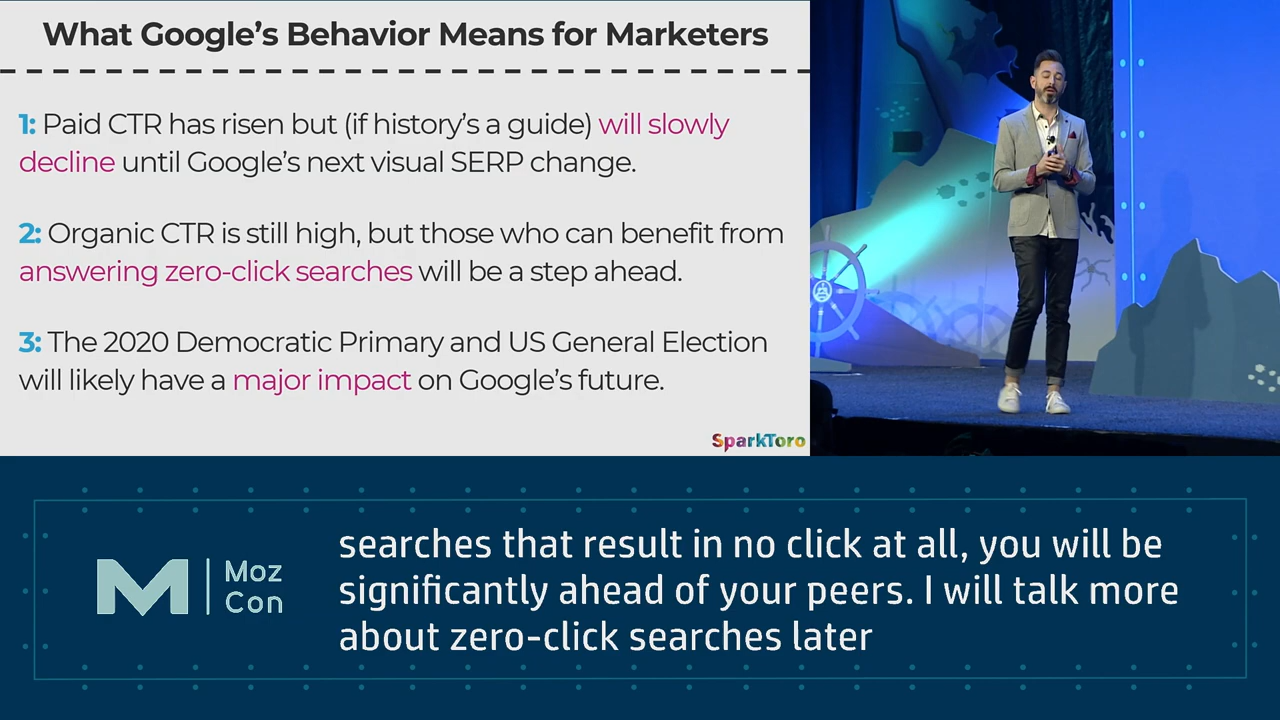 What Google's Behavior Means for Marketers
1: Paid CTR has risen but (if history's a guide) will slowly
decline until Google's next visual SERP change.
2: Organic CTR is still high, but those who can benefit from
answering zero-click searches will be a step ahead.
3: The 2020 Democratic Primary and US General Election
will likely have a major impact on Google's future.
SparkToro
Moz
Con
searches that result in no click at all, you will be
significantly ahead of your peers. I will talk more
about zero-click searches later